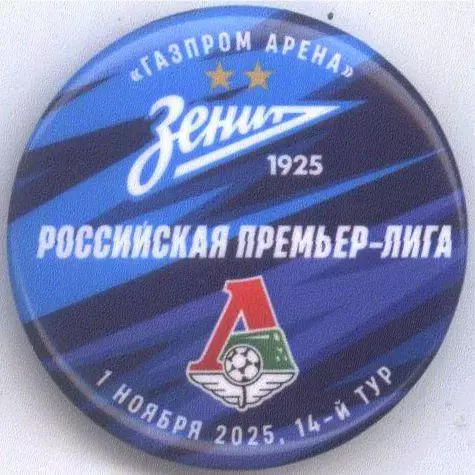 «ГАЗПРОМ АРЕНА»
Зенит
1925
РОССИЙСКАЯ ПРЕМЬЕР-ЛИГА
Л
1 НОЯБРЯ 2025, 14-Й ТУР